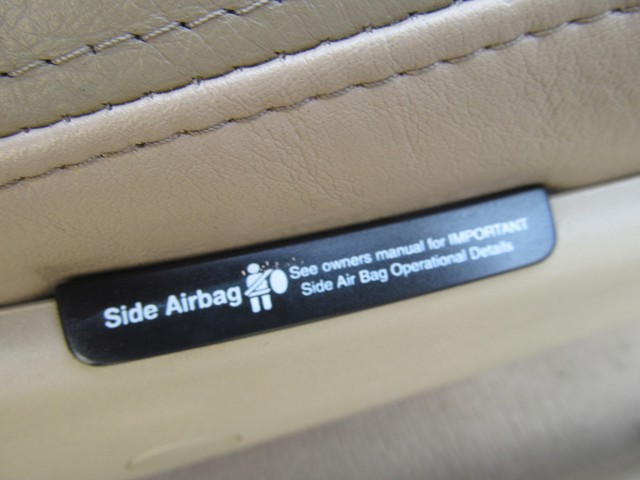 Side Airbag
See owners manual for IMPORTANT
Side Air Bag Operational Details